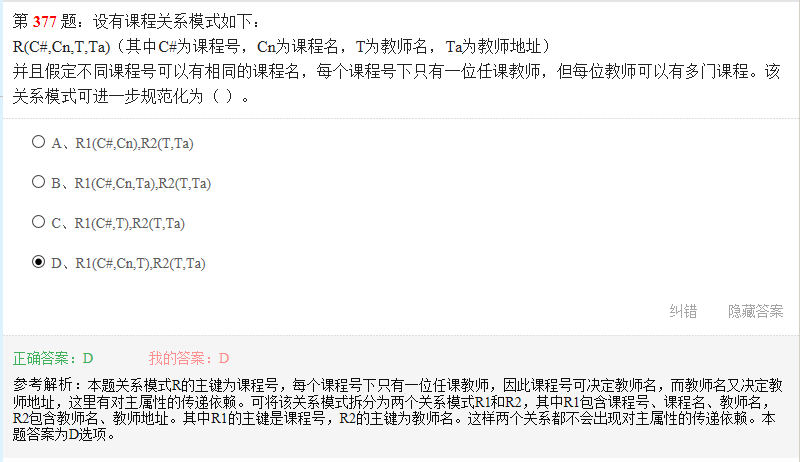 第 377 题：设有课程关系模式如下：
R(C#,Cn,T,Ta)（其中C#为课程号，Cn为课程名，T为教师名，Ta为教师地址）
并且假定不同课程号可以有相同的课程名，每个课程号下只有一位任课教师，但每位教师可以有多门课程。该
关系模式可进一步规范化为（ ）。
A、R1(C#,Cn),R2(T,Ta)
B、R1(C#,Cn,Ta),R2(T,Ta)
C、R1(C#,T),R2(T,Ta)
D、R1(C#,Cn,T),R2(T,Ta)
纠错 隐藏答案
正确答案：D 我的答案：D
参考解析：本题关系模式R的主键为课程号，每个课程号下只有一位任课教师，因此课程号可决定教师名，而教师名又决定教
师地址，这里有对主属性的传递依赖。可将该关系模式拆分为两个关系模式R1和R2，其中R1包含课程号、课程名、教师名，
R2包含教师名、教师地址。其中R1的主键是课程号，R2的主键为教师名。这样两个关系都不会出现对主属性的传递依赖。本
题答案为D选项。